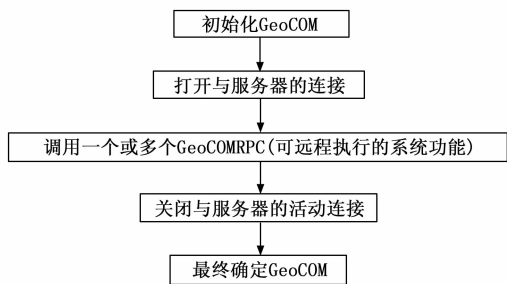 初始化GeoCOM
打开与服务器的连接
调用一个或多个GeoCOMRPC(可远程执行的系统功能)
关闭与服务器的活动连接
最终确定GeoCOM